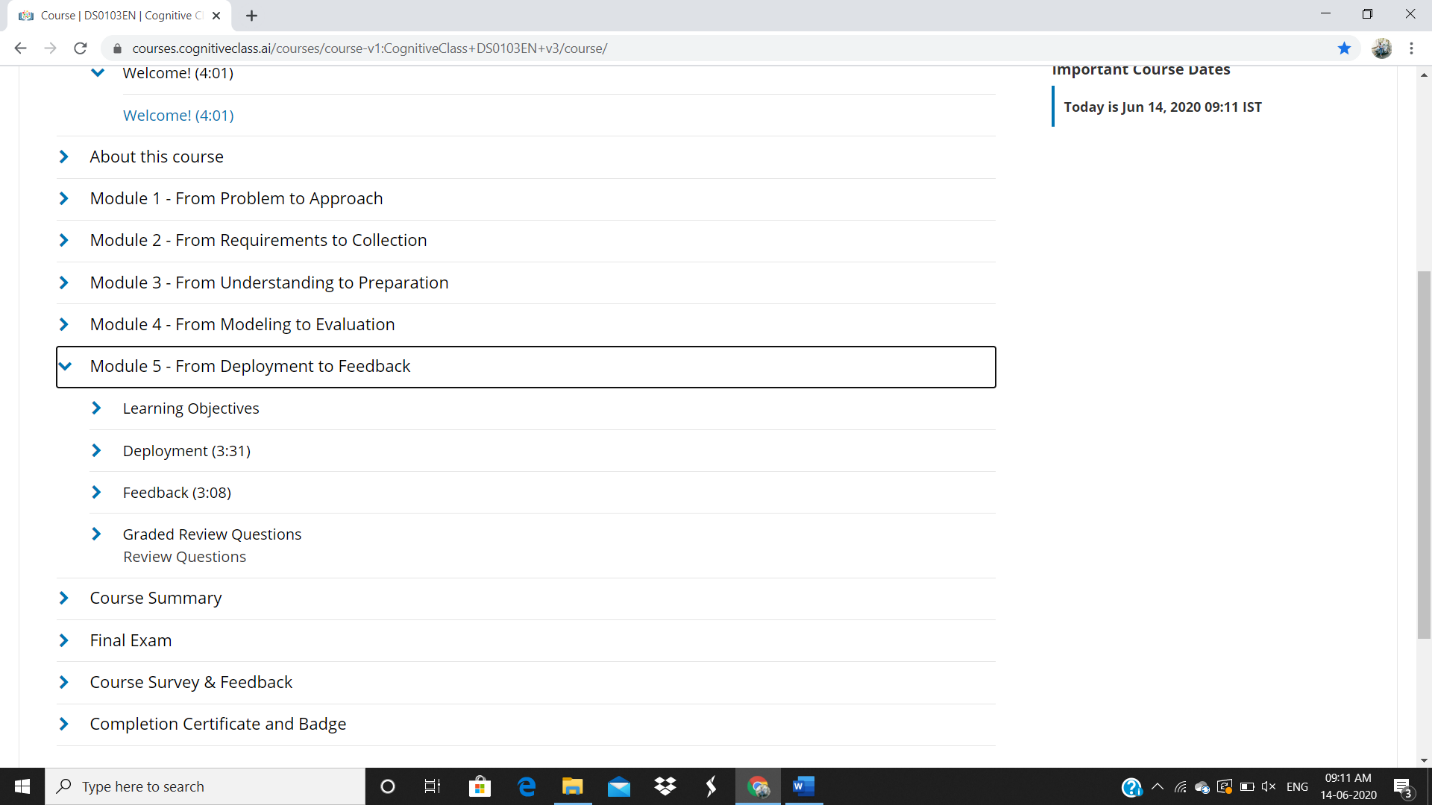 Course | DS0103EN | Cognitive C
courses.cognitiveclass.ai/courses/course-v1:CognitiveClass+DS0103EN+v3/course/
Welcome! (4:01)
Important Course Dates
Today is Jun 14, 2020 09:11 IST
Welcome! (4:01)
About this course
Module 1 - From Problem to Approach
Module 2 - From Requirements to Collection
Module 3 - From Understanding to Preparation
Module 4 - From Modeling to Evaluation
Module 5 - From Deployment to Feedback
Learning Objectives
Deployment (3:31)
Feedback (3:08)
Graded Review Questions
Review Questions
Course Summary
Final Exam
Course Survey & Feedback
Completion Certificate and Badge
Type here to search
ENG
09:11 AM
14-06-2020
3